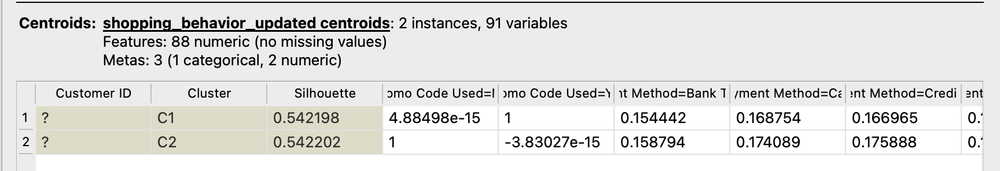 Centroids: shopping_behavior_updated centroids: 2 instances, 91 variables
Features: 88 numeric (no missing values)
Metas: 3 (1 categorical, 2 numeric)
Customer ID Cluster Silhouette omo Code Used= omo Code Used= nt Method=Bank T yment Method=Ca ent Method=Credi ent
1 ? C1 0.542198 4.88498e-15 1 0.154442 0.168754 0.166965 0.
2 ? C2 0.542202 1 -3.83027e-15 0.158794 0.174089 0.175888 0.